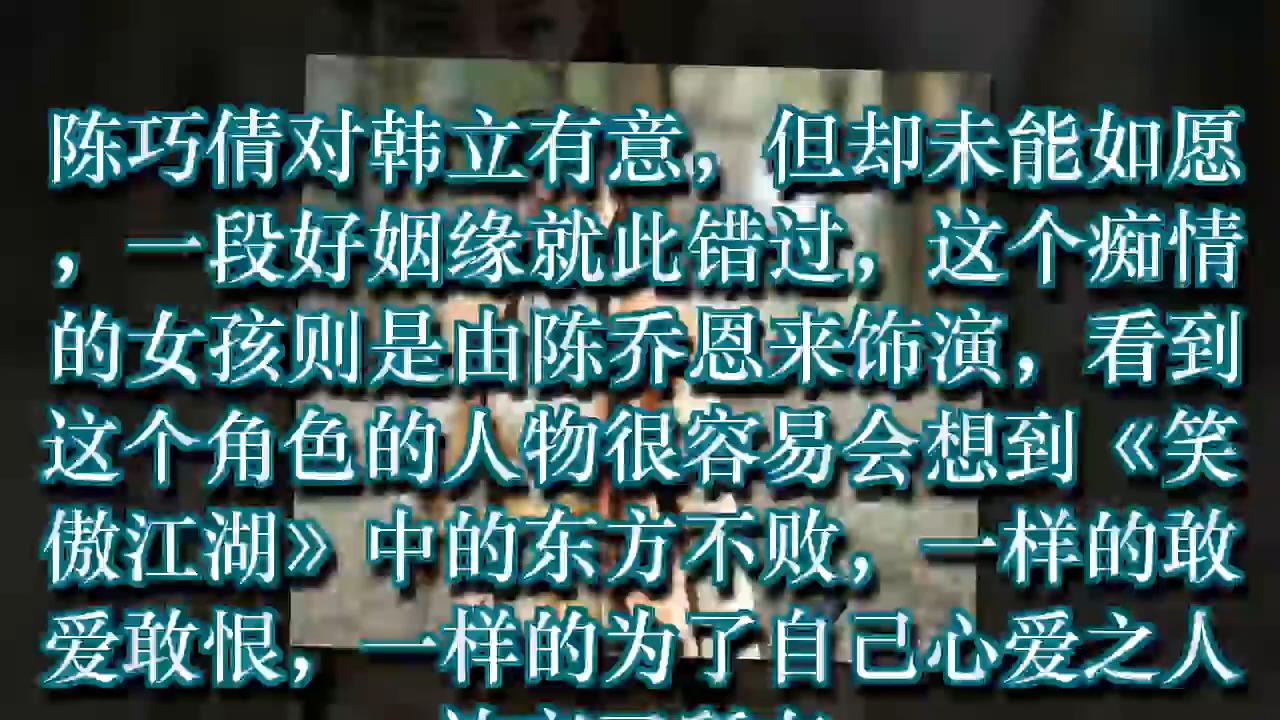 陈巧倩对韩立有意，但却未能如愿
，一段好姻缘就此错过，这个痴情
的女孩则是由陈乔恩来饰演，看到
这个角色的人物很容易会想到《笑
傲江湖》中的东方不败，一样的敢
爱敢恨，一样的为了自己心爱之人